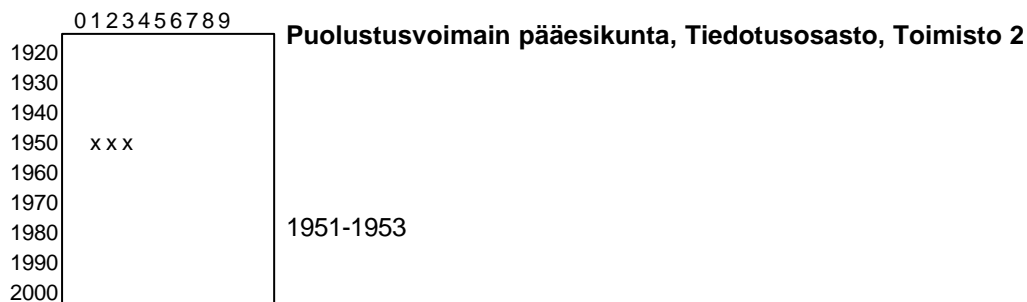 0 1 2 3 4 5 6 7 8 9
Puolustusvoimain pääesikunta, Tiedotusosasto, Toimisto 2
1920
1930
1940
1950 x x x
1960
1970
1980 1951-1953
1990
2000